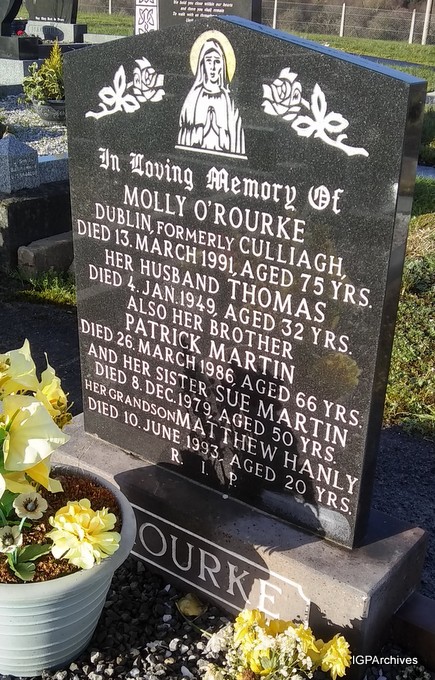 In Loving Memory Of
MOLLY O'ROURKE
DUBLIN, FORMERLY CULLIAGH,
DIED 13. MARCH 1991, AGED 75 YRS.
HER HUSBAND THOMAS
DIED 4. JAN. 1949, AGED 32 YRS.
ALSO HER BROTHER
PATRICK MARTIN
DIED 26. MARCH 1986, AGED 66 YRS.
AND HER SISTER SUE MARTIN
DIED 8. DEC. 1979, AGED 50 YRS.
HER GRANDSON MATTHEW HANLY
DIED 10. JUNE 1993, AGED 20 YRS.
R. I. P.
ROURKE
IGPArchives